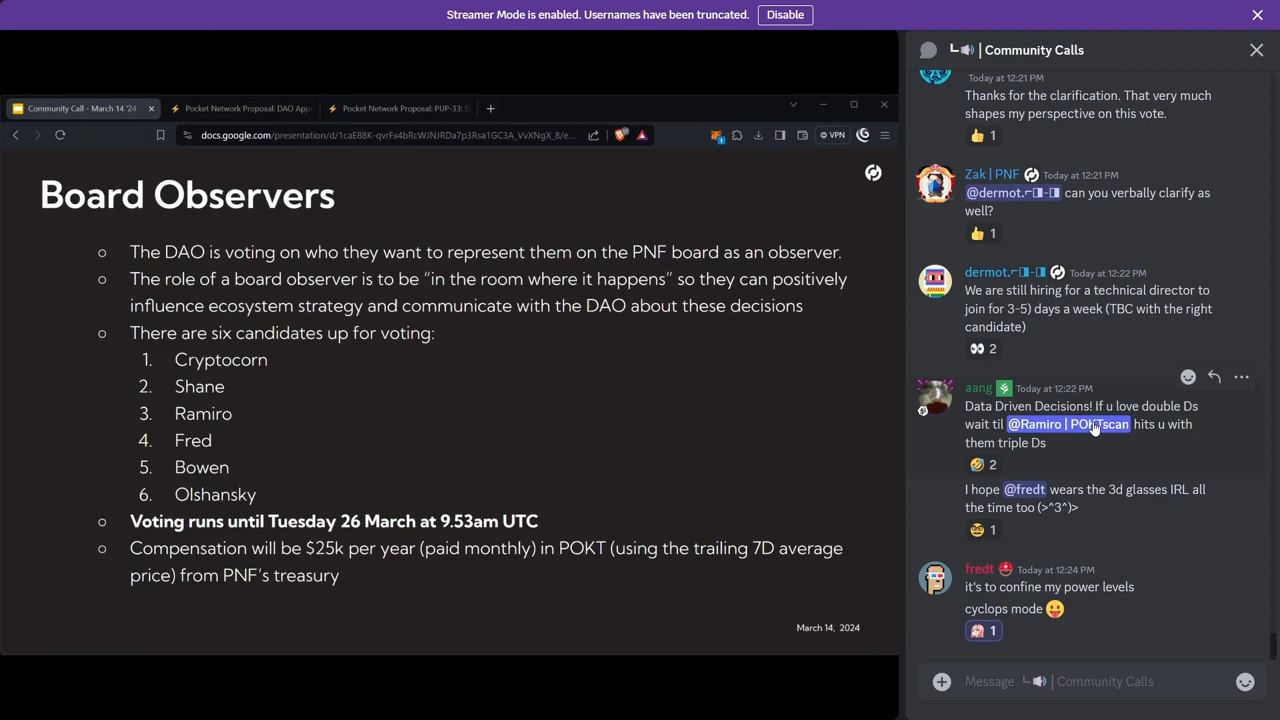 Streamer Mode is enabled. Usernames have been truncated.
Disable
Community Call - March 14 '24
Pocket Network Proposal: DAO App
Pocket Network Proposal: PUP-33: S
VPN
Board Observers
The DAO is voting on who they want to represent them on the PNF board as an observer.
The role of a board observer is to be “in the room where it happens” so they can positively
influence ecosystem strategy and communicate with the DAO about these decisions
There are six candidates up for voting:
1. Cryptocorn
2. Shane
3. Ramiro
4. Fred
5. Bowen
6. Olshansky
Voting runs until Tuesday 26 March at 9.53am UTC
Compensation will be $25k per year (paid monthly) in POKT (using the trailing 7D average
price) from PNF’s treasury
March 14, 2024
Community Calls
Today at 12:21 PM
Thanks for the clarification. That very much
shapes my perspective on this vote.
1
Zak | PNF Today at 12:21 PM
@dermot. can you verbally clarify as
well?
1
dermot. Today at 12:22 PM
We are still hiring for a technical director to
join for 3-5) days a week (TBC with the right
candidate)
2
aang Today at 12:22 PM
Data Driven Decisions! If u love double Ds
wait til @Ramiro | POKTscan hits u with
them triple Ds
2
I hope @fredt wears the 3d glasses IRL all
the time too (>^3^)>
1
fredt Today at 12:24 PM
it's to confine my power levels
cyclops mode
1
Message Community Calls